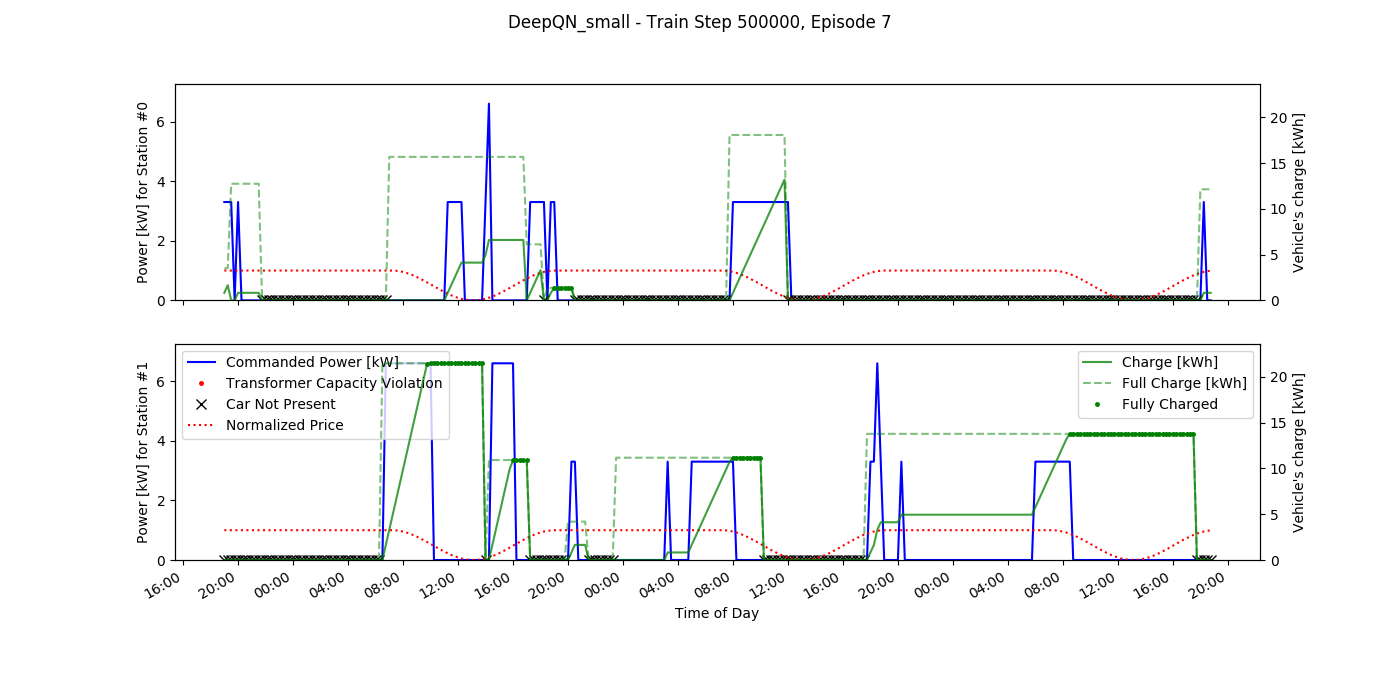 DeepQN_small - Train Step 500000, Episode 7
Power [kW] for Station #0
6
4
2
0
20
15
10
5
0
Vehicle's charge [kWh]
Power [kW] for Station #1
6
4
2
0
Commanded Power [kW]
Transformer Capacity Violation
Car Not Present
Normalized Price
Charge [kWh]
Full Charge [kWh]
Fully Charged
20
15
10
5
0
Vehicle's charge [kWh]
16:00 20:00 00:00 04:00 08:00 12:00 16:00 20:00 00:00 04:00 08:00 12:00 16:00 20:00 00:00 04:00 08:00 12:00 16:00 20:00
Time of Day